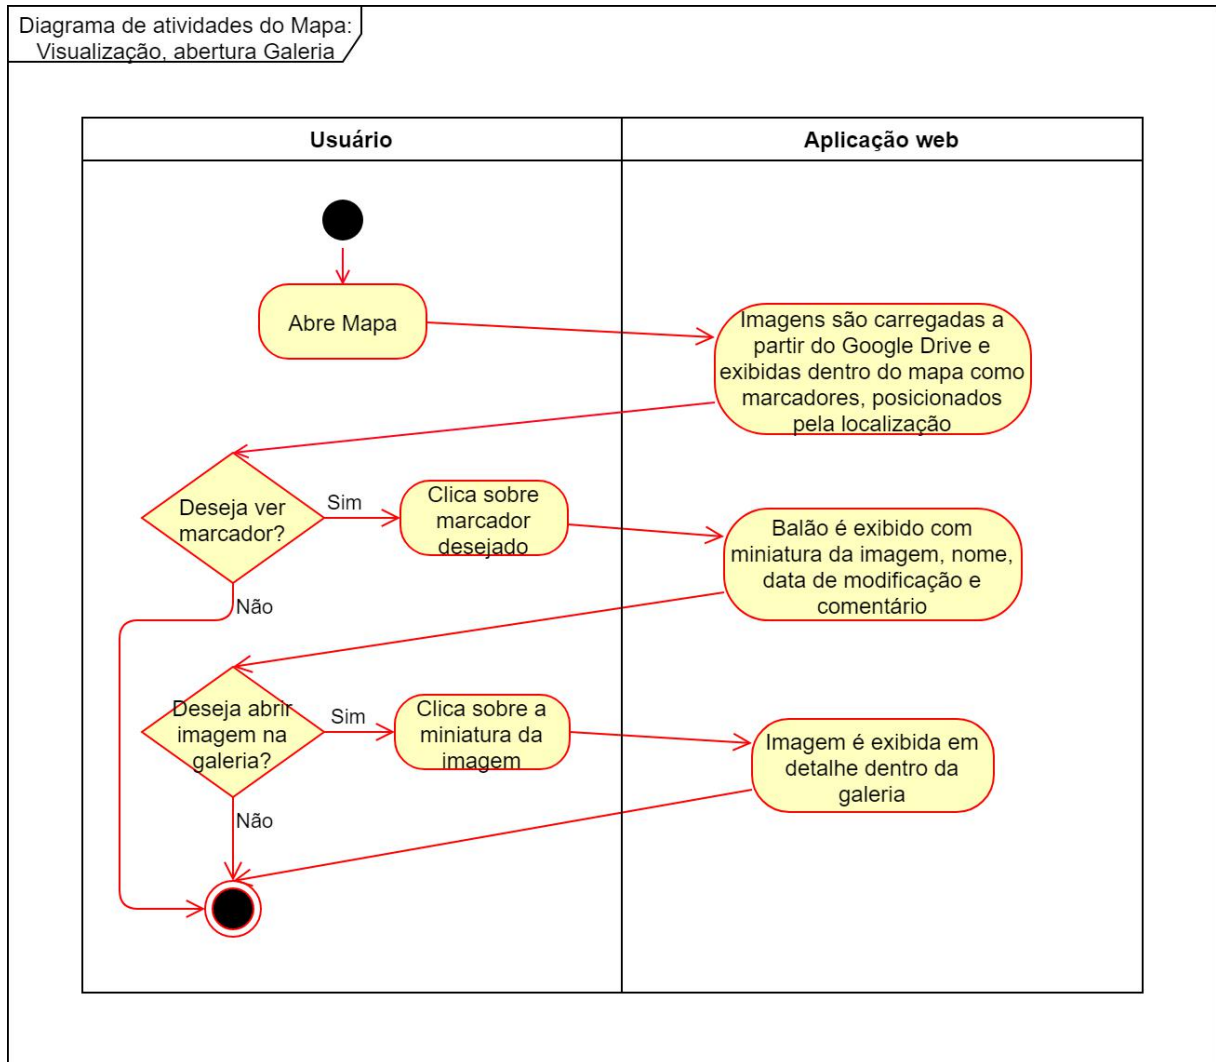 Diagrama de atividades do Mapa:
Visualização, abertura Galeria
Usuário
Aplicação web
Abre Mapa
Imagens são carregadas a
partir do Google Drive e
exibidas dentro do mapa como
marcadores, posicionados
pela localização
Deseja ver
marcador?
Sim
Clica sobre
marcador
desejado
Balão é exibido com
miniatura da imagem, nome,
data de modificação e
comentário
Não
Deseja abrir
imagem na
galeria?
Sim
Clica sobre a
miniatura da
imagem
Imagem é exibida em
detalhe dentro da
galeria
Não